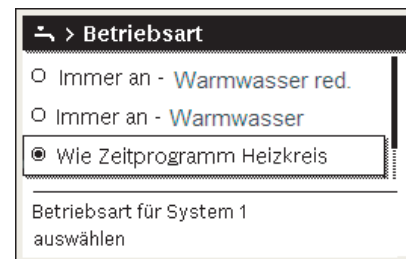 > Betriebsart
Immer an - Warmwasser red.
Immer an - Warmwasser
Wie Zeitprogramm Heizkreis
Betriebsart für System 1
auswählen